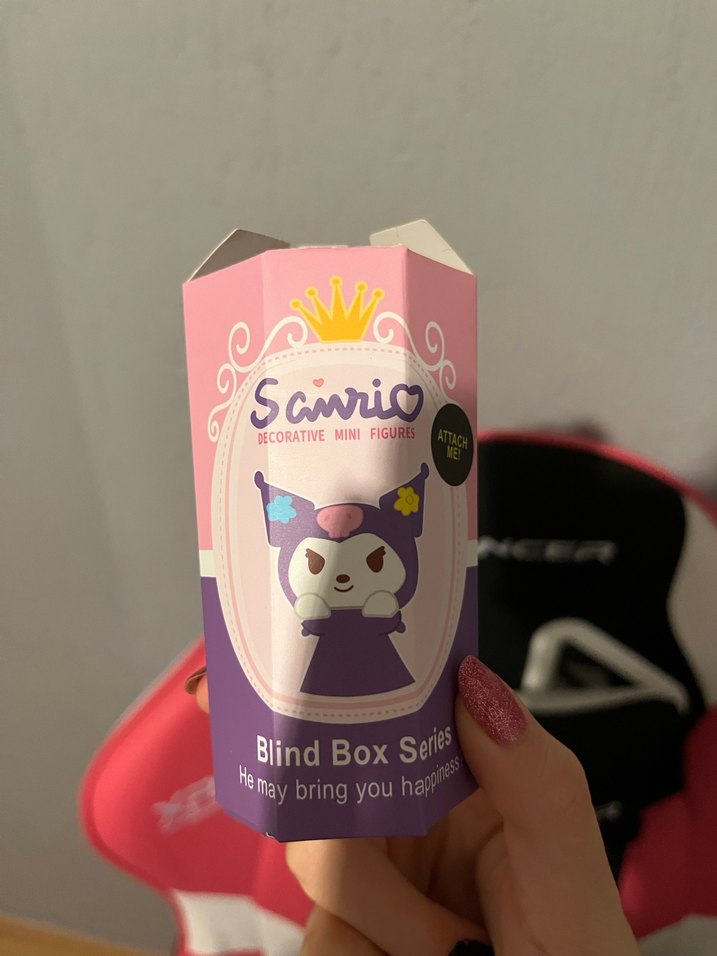 Sanrio
DECORATIVE MINI FIGURES
ATTACH
ME!
Blind Box Series
He may bring you happiness